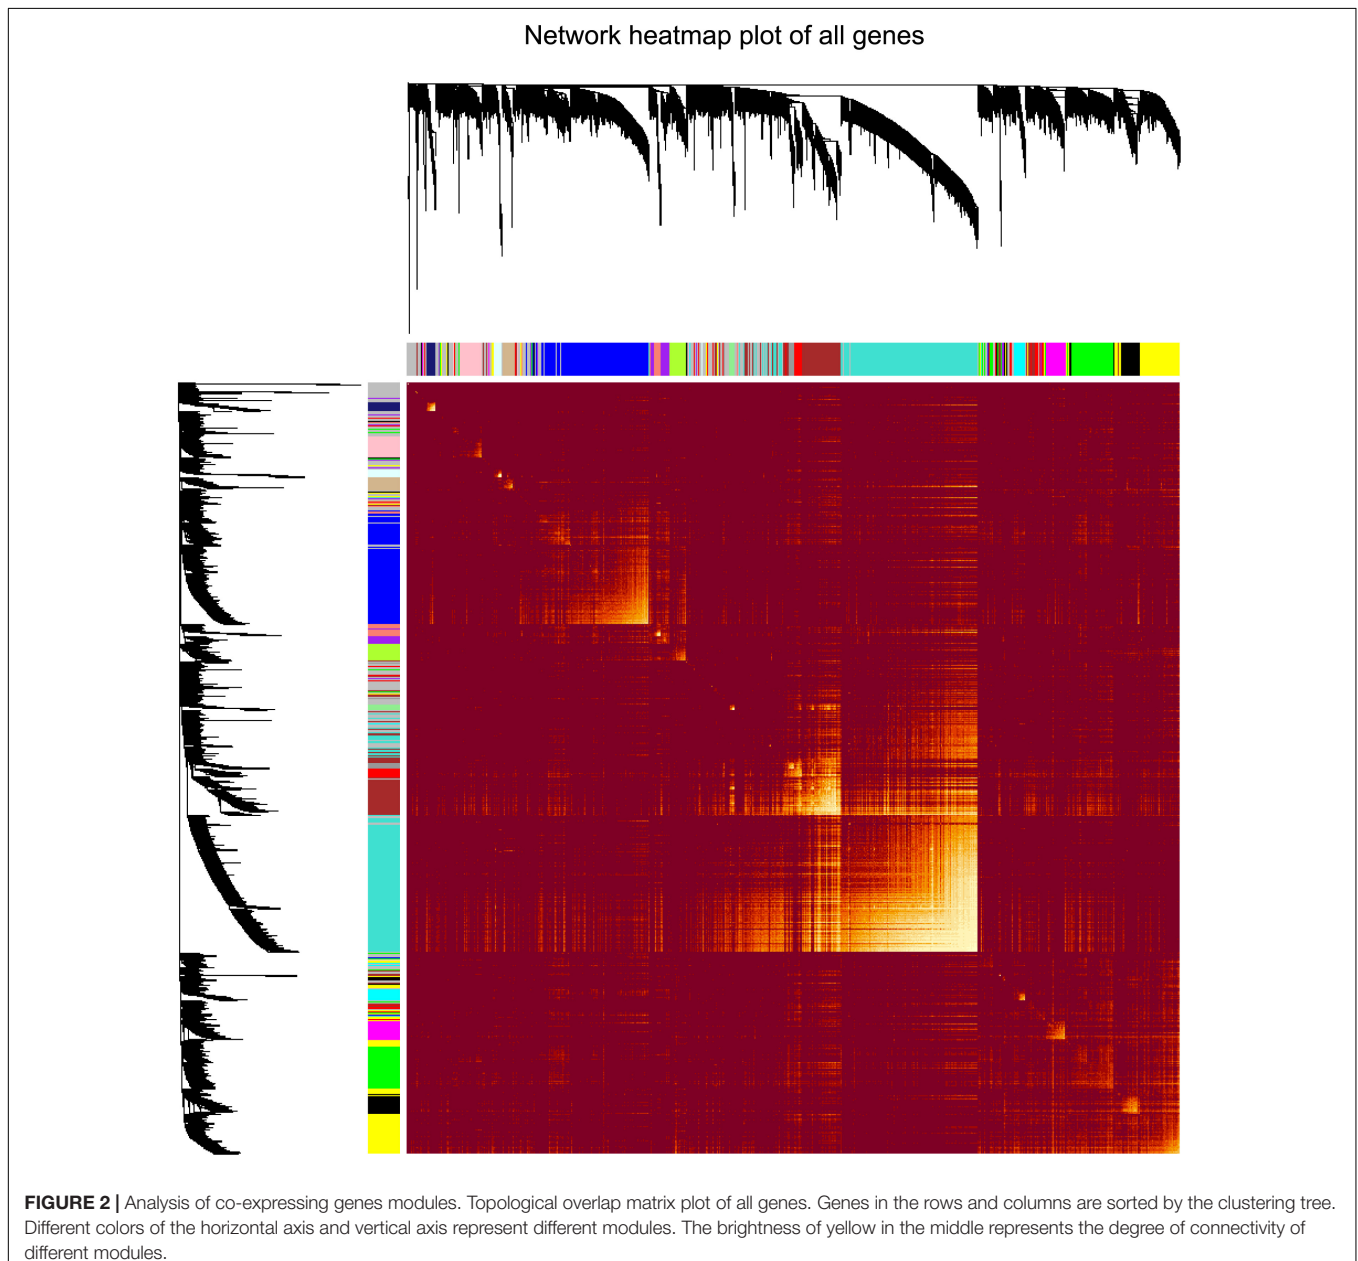 Network heatmap plot of all genes
FIGURE 2 | Analysis of co-expressing genes modules. Topological overlap matrix plot of all genes. Genes in the rows and columns are sorted by the clustering tree.
Different colors of the horizontal axis and vertical axis represent different modules. The brightness of yellow in the middle represents the degree of connectivity of
different modules.